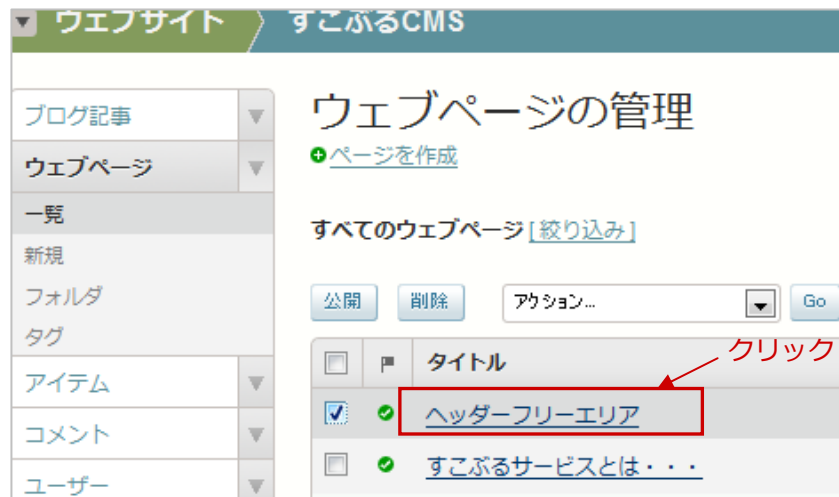 ウェブサイト
すこぶるCMS
ブログ記事
ウェブページ
一覧
新規
フォルダ
タグ
アイテム
コメント
ユーザー
ウェブページの管理
ページを作成
すべてのウェブページ [絞り込み]
公開 削除 アクション... Go
タイトル
クリック
ヘッダーフリーエリア
すこぶるサービスとは・・・